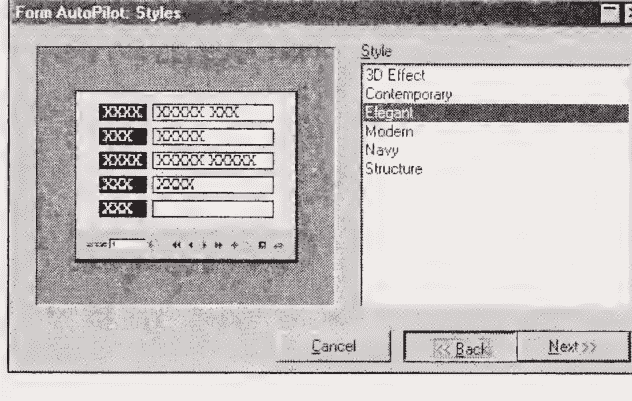 Form AutoPilot: Styles
XXXX XXXXX XXX
XXX XXXXX
XXXX XXXXX XXXXX
XXX XXXX
XXX
Style
3D Effect
Contemporary
Elegant
Modern
Navy
Structure
Cancel
<< Back
Next >>